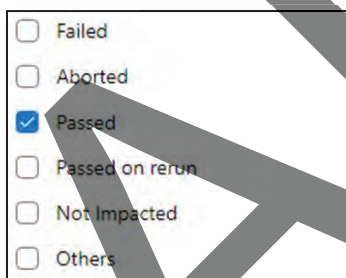 Failed
Aborted
Passed
Passed on rerun
Not Impacted
Others